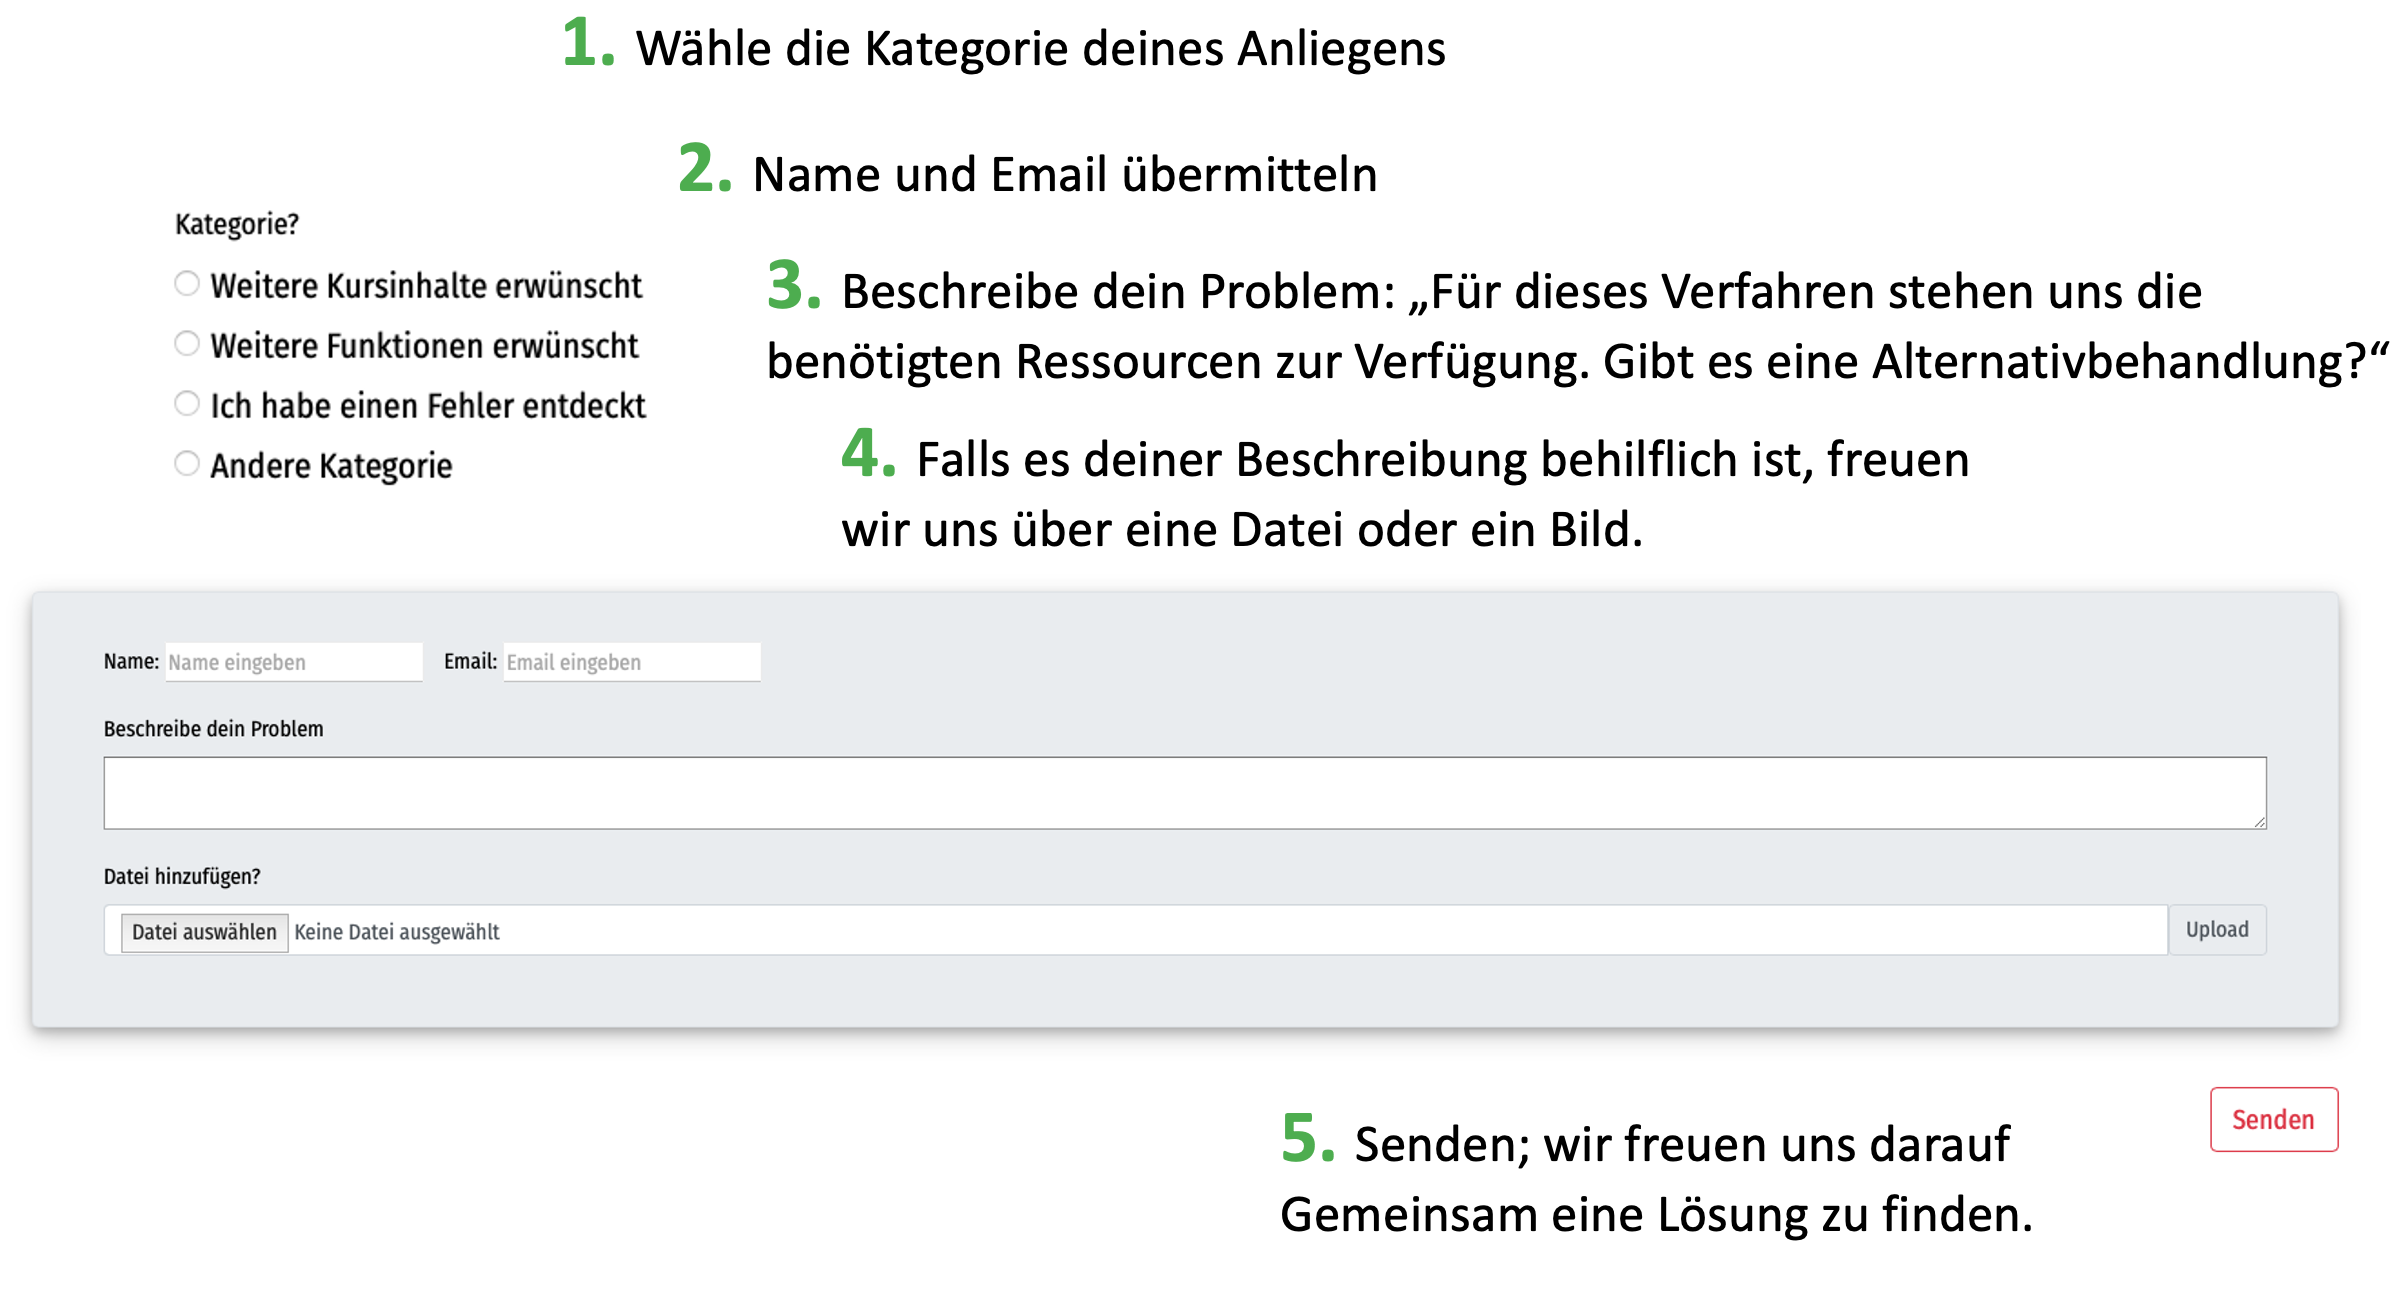 1. Wähle die Kategorie deines Anliegens
2. Name und Email übermitteln
Kategorie?
Weitere Kursinhalte erwünscht
Weitere Funktionen erwünscht
Ich habe einen Fehler entdeckt
Andere Kategorie
3. Beschreibe dein Problem: „Für dieses Verfahren stehen uns die
benötigten Ressourcen zur Verfügung. Gibt es eine Alternativbehandlung?“
4. Falls es deiner Beschreibung behilflich ist, freuen
wir uns über eine Datei oder ein Bild.
Name: Name eingeben Email: Email eingeben
Beschreibe dein Problem
Datei hinzufügen?
Datei auswählen Keine Datei ausgewählt Upload
Senden
5. Senden; wir freuen uns darauf
Gemeinsam eine Lösung zu finden.